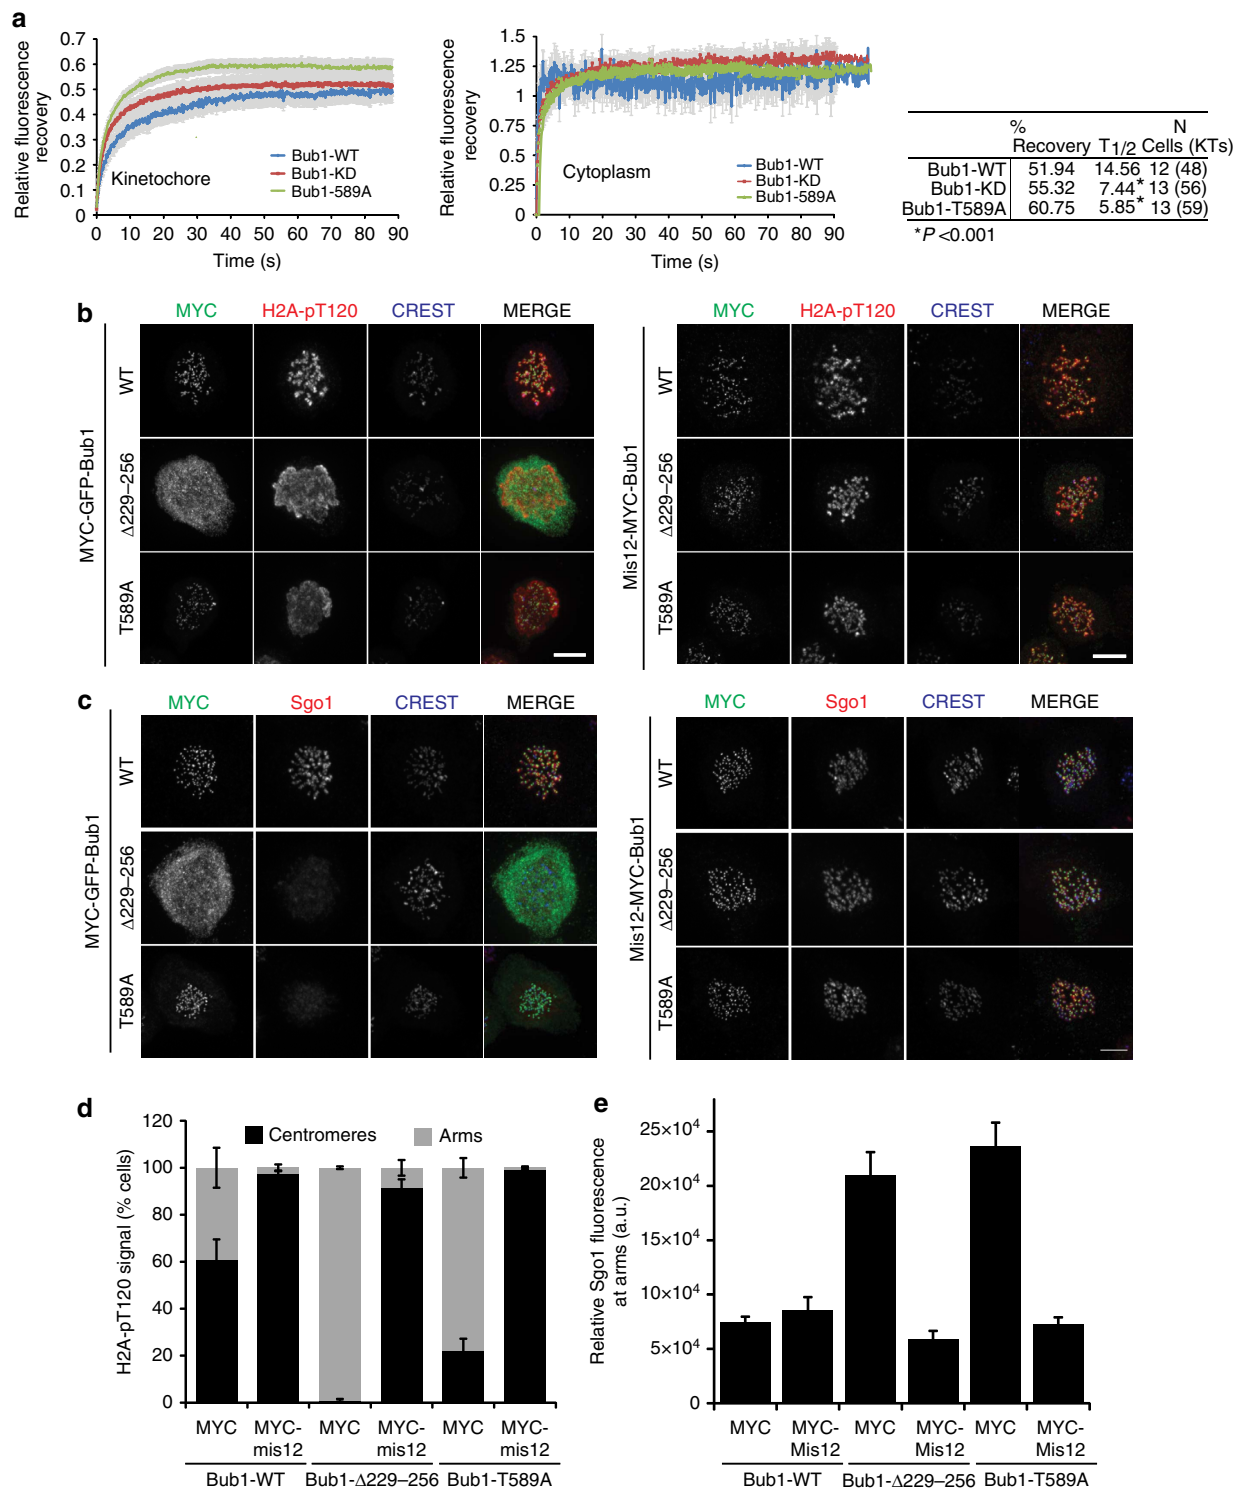 a
Relative fluorescence recovery
0.7
0.6
0.5
0.4
0.3
0.2
0.1
0
Bub1-WT
Bub1-KD
Bub1-589A
Kinetochore
0 10 20 30 40 50 60 70 80 90
Time (s)
Relative fluorescence recovery
1.5
1.25
1
0.75
0.5
0.25
0
Bub1-WT
Bub1-KD
Bub1-589A
Cytoplasm
0 10 20 30 40 50 60 70 80 90
Time (s)
% N
Recovery T1/2 Cells (KTs)
Bub1-WT 51.94 14.56 12 (48)
Bub1-KD 55.32 7.44* 13 (56)
Bub1-T589A 60.75 5.85* 13 (59)
*P<0.001
b
MYC H2A-pT120 CREST MERGE
MYC-GFP-Bub1
WT
Δ229–256
T589A
MYC H2A-pT120 CREST MERGE
Mis12-MYC-Bub1
WT
Δ229–256
T589A
c
MYC Sgo1 CREST MERGE
MYC-GFP-Bub1
WT
Δ229–256
T589A
MYC Sgo1 CREST MERGE
Mis12-MYC-Bub1
WT
Δ229–256
T589A
d
H2A-pT120 signal (% cells)
120
100
80
60
40
20
0
Centromeres Arms
MYC MYC-mis12 MYC MYC-mis12 MYC MYC-mis12
Bub1-WT Bub1-Δ229–256 Bub1-T589A
e
Relative Sgo1 fluorescence at arms (a.u.)
25×10⁴
20×10⁴
15×10⁴
10×10⁴
5×10⁴
0
MYC MYC-Mis12 MYC MYC-Mis12 MYC MYC-Mis12
Bub1-WT Bub1-Δ229–256 Bub1-T589A